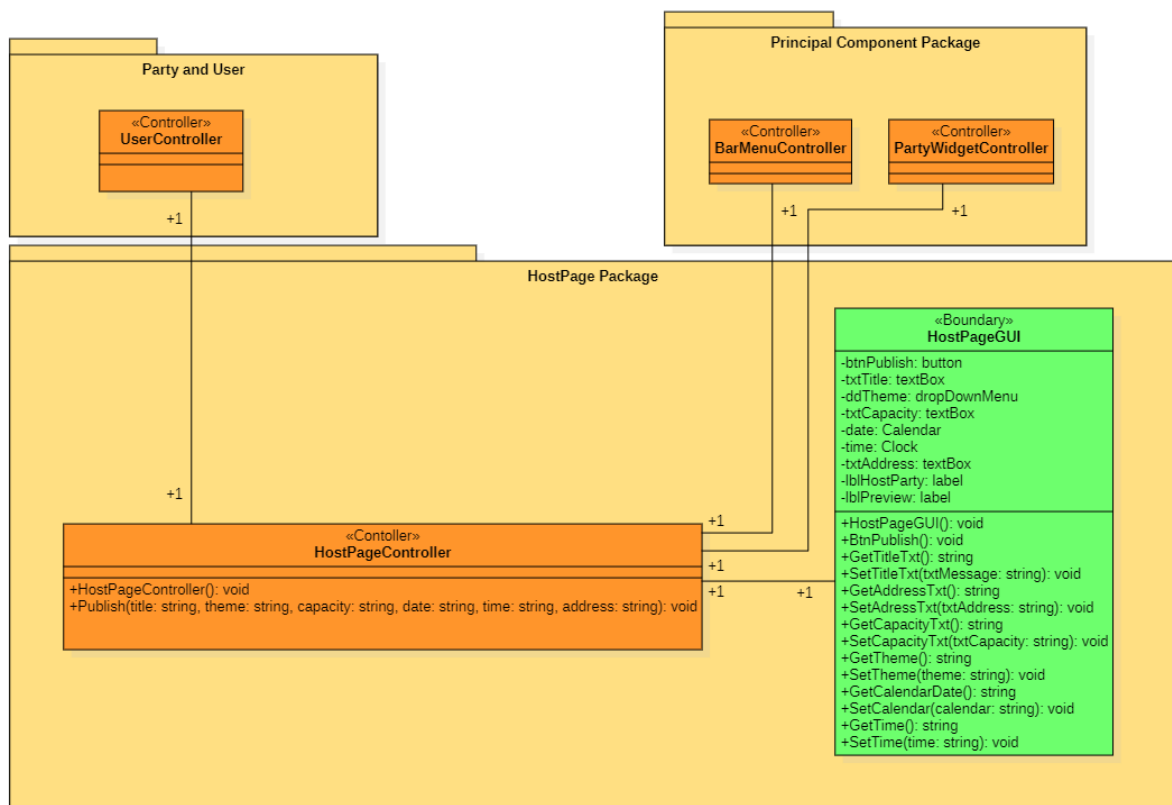 Principal Component Package
Party and User
«Controller»
UserController
«Controller»
BarMenuController
«Controller»
PartyWidgetController
+1
+1
+1
HostPage Package
«Boundary»
HostPageGUI
-btnPublish: button
-txtTitle: textBox
-ddTheme: dropDownMenu
-txtCapacity: textBox
-date: Calendar
-time: Clock
-txtAddress: textBox
-lblHostParty: label
-lblPreview: label
+HostPageGUI(): void
+BtnPublish(): void
+GetTitleTxt(): string
+SetTitleTxt(txtMessage: string): void
+GetAddressTxt(): string
+SetAdressTxt(txtAddress: string): void
+GetCapacityTxt(): string
+SetCapacityTxt(txtCapacity: string): void
+GetTheme(): string
+SetTheme(theme: string): void
+GetCalendarDate(): string
+SetCalendar(calendar: string): void
+GetTime(): string
+SetTime(time: string): void
+1
+1
+1
+1
+1
«Contoller»
HostPageController
+HostPageController(): void
+Publish(title: string, theme: string, capacity: string, date: string, time: string, address: string): void